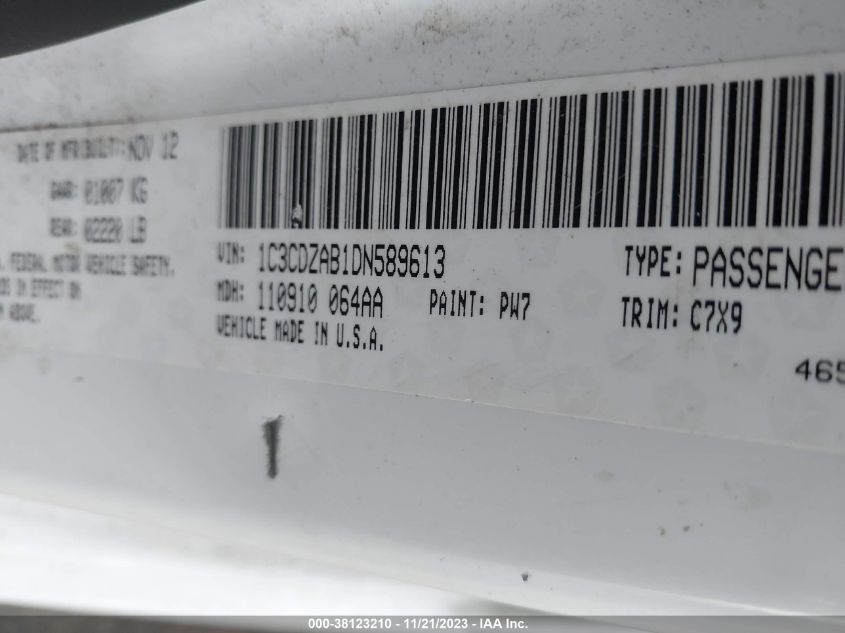 DATE OF MFR/BUILT: NOV 12
GAWR: 01007 KG
REAR: 02220 LB
FEDERAL MOTOR VEHICLE SAFETY.
IN EFFECT ON
ABOVE.
VIN: 1C3CDZAB1DN589613
MDH: 110910 064AA PAINT: PW7
VEHICLE MADE IN U.S.A.
TYPE: PASSENGE
TRIM: C7X9
465
000-38123210 - 11/21/2023 - IAA Inc.